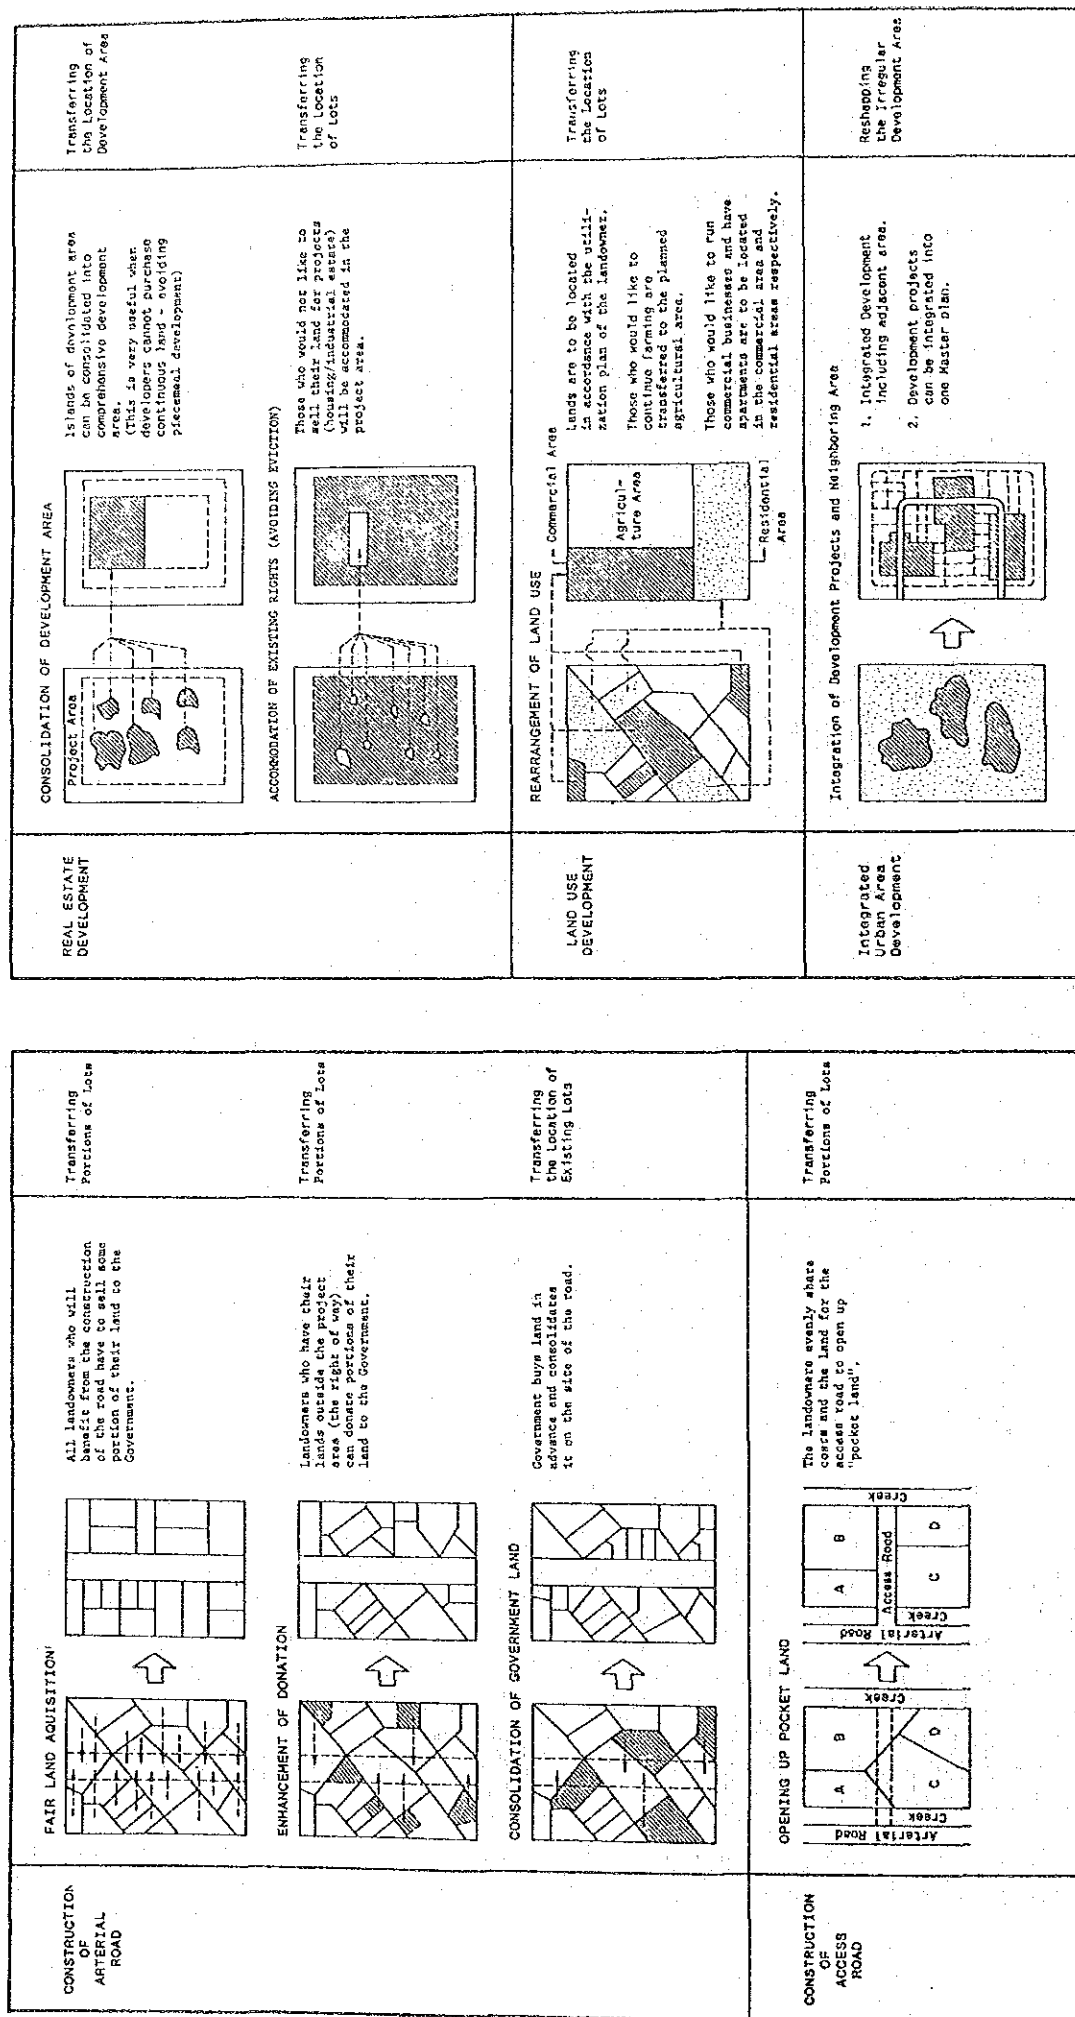 CONSTRUCTION
OF
ARTERIAL
ROAD
FAIR LAND AQUISITION
All landowners who will
benefit from the construction
of the road have to sell some
portion of their land to the
Government.
Transferring
Portions of Lots
ENHANCEMENT OF DONATION
Landowners who have their
lands outside the project
area (the right of way)
can donate portions of their
land to the Government.
Transferring
Portions of Lots
CONSOLIDATION OF GOVERNMENT LAND
Government buys land in
advance and consolidates
it on the site of the road.
Transferring
the Location of
Existing Lots
CONSTRUCTION
OF
ACCESS
ROAD
OPENING UP POCKET LAND
Arterial Road
Creek
A
B
C
D
Creek
Arterial Road
Creek
A
B
Access Road
C
D
Creek
The landowners evenly share
costs and the land for the
access road to open up
"pocket land".
Transferring
Portions of Lots
REAL ESTATE
DEVELOPMENT
CONSOLIDATION OF DEVELOPMENT AREA
Project Area
Islands of development area
can be consolidated into
comprehensive development
area.
(This is very useful when
developers cannot purchase
continuous land - avoiding
piecemeal development)
Transferring
the Location of
Development Area
ACCOMMODATION OF EXISTING RIGHTS (AVOIDING EVICTION)
Those who would not like to
sell their land for projects
(housing/industrial estate)
will be accommodated in the
project area.
Transferring
the Location
of Lots
LAND USE
DEVELOPMENT
REARRANGEMENT OF LAND USE
Commercial Area
Agricul-
ture Area
Residential
Area
Lands are to be located
in accordance with the utili-
zation plan of the landowner.
Those who would like to
continue farming are
transferred to the planned
agricultural area.
Those who would like to run
commercial businesses and have
apartments are to be located
in the commercial area and
residential areas respectively.
Transferring
the Location
of Lots
Integrated
Urban Area
Development
Integration of Development Projects and Neighboring Area
1. Integrated Development
including adjacent area.
2. Development projects
can be integrated into
one Master plan.
Reshapping
the Irregular
Development Area